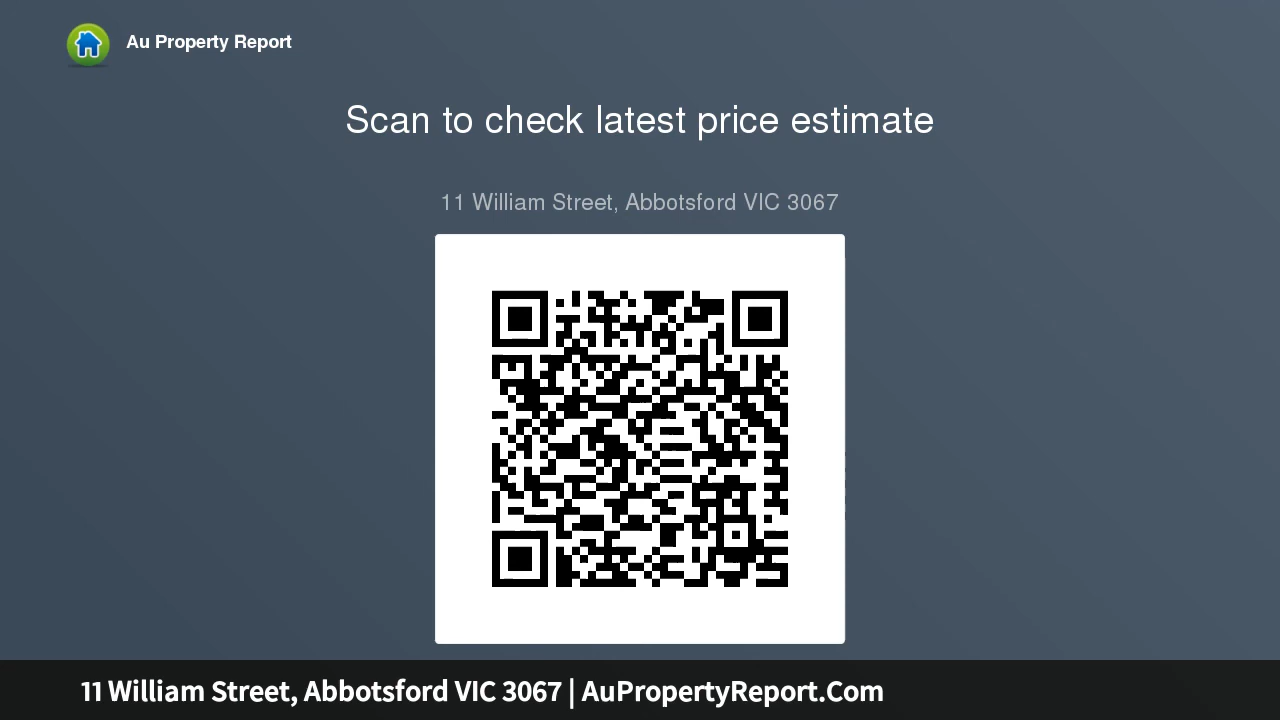 Au Property Report
Scan to check latest price estimate
11 William Street, Abbotsford VIC 3067
11 William Street, Abbotsford VIC 3067 | AuPropertyReport.Com